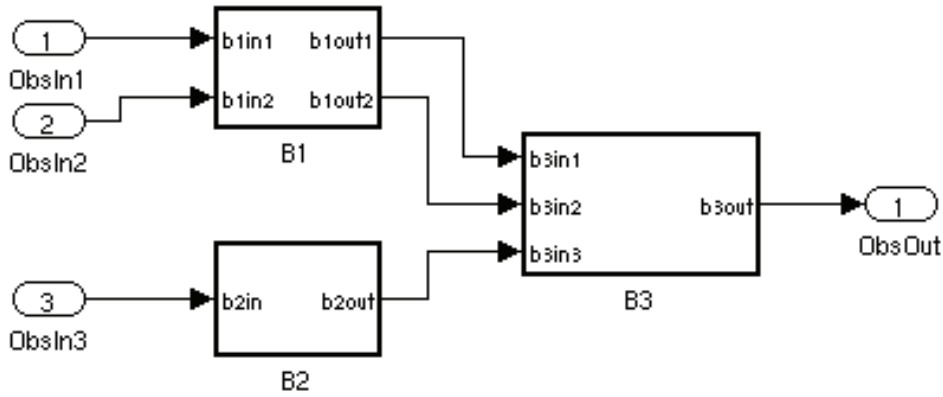 1
ObsIn1
2
ObsIn2
b1in1
b1out1
b1in2
b1out2
B1
3
ObsIn3
b2in
b2out
B2
b3in1
b3in2
b3in3
b3out
B3
1
ObsOut